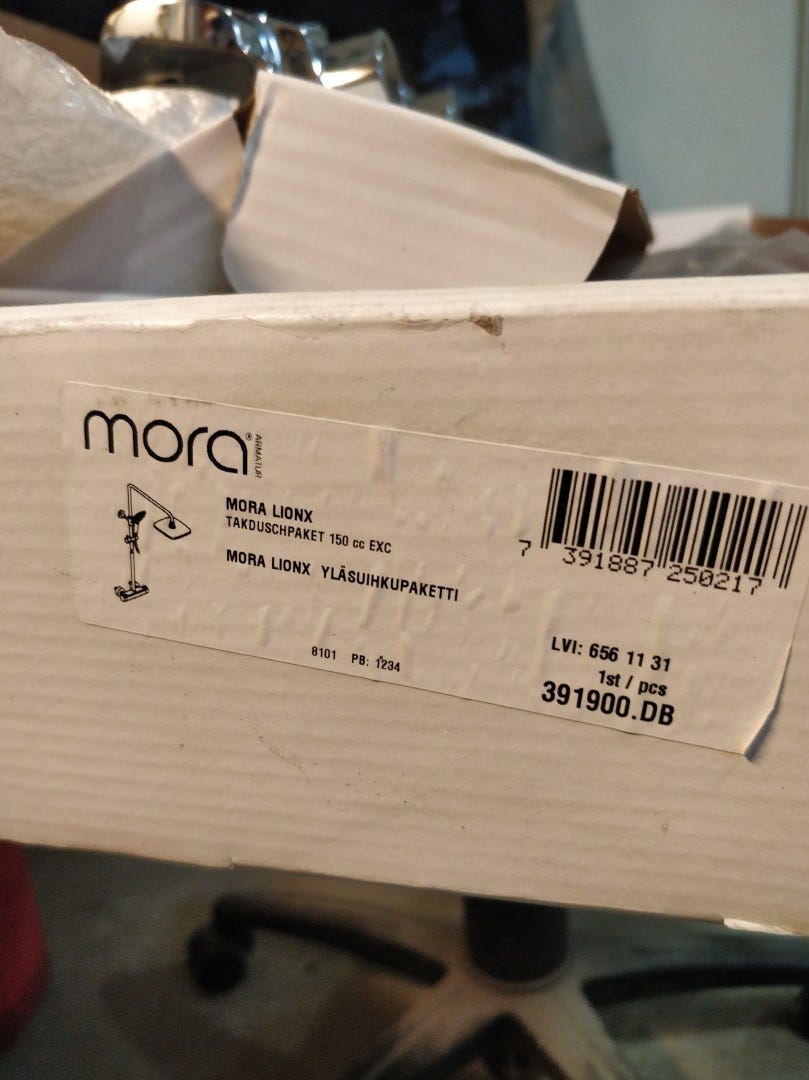 mora
ARMATUR
MORA LIONX
TAKDUSCHPAKET 150 cc EXC
MORA LIONX YLÄSUIHKUPAKETTI
8101 PB: 1234
7 391887 250217
LVI: 656 11 31
1st / pcs
391900.DB